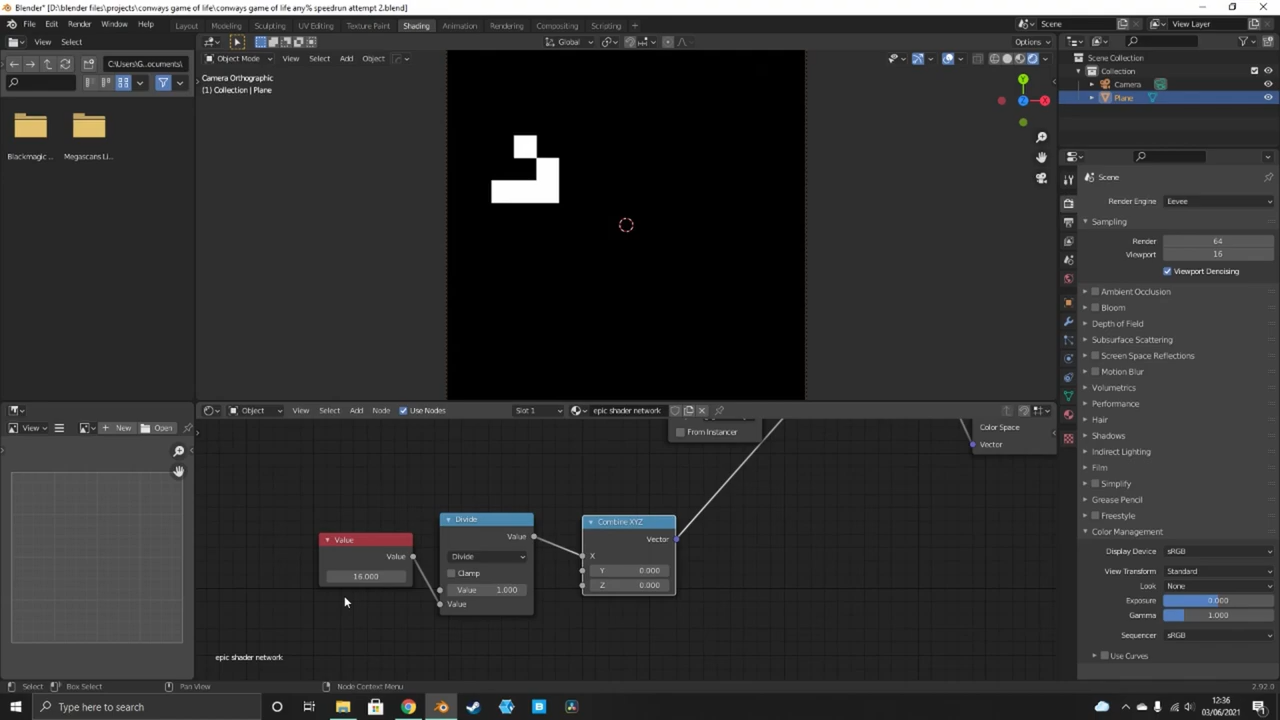 Blender* [D:\blender files\projects\conways game of life\conways game of life any% speedrun attempt 2.blend]
File Edit Render Window Help Layout Modeling Sculpting UV Editing Texture Paint Shading Animation Rendering Compositing Scripting + Scene View Layer
View Select Global Options
C:\Users\G...ocuments\ Object Mode View Select Add Object
Camera Orthographic
(1) Collection | Plane
Y
Z X
Blackmagic ... Megascans Li...
Scene Collection
Collection
Camera
Plane
Scene
Render Engine Eevee
Sampling
Render 64
Viewport 16
Viewport Denoising
Ambient Occlusion
Bloom
Depth of Field
Subsurface Scattering
Screen Space Reflections
Motion Blur
Volumetrics
Performance
Hair
Shadows
Indirect Lighting
Film
Simplify
Grease Pencil
Freestyle
Color Management
Display Device sRGB
View Transform Standard
Look None
Exposure 0.000
Gamma 1.000
Sequencer sRGB
Use Curves
View New Open
Object View Select Add Node Use Nodes Slot 1 epic shader network
From Instancer
Color Space
Vector
Value
Value
16.000
Divide
Value
Divide
Clamp
Value 1.000
Value
Combine XYZ
Vector
X
Y 0.000
Z 0.000
epic shader network
Select Box Select Pan View Node Context Menu 2.92.0
Type here to search
12:36
03/06/2021